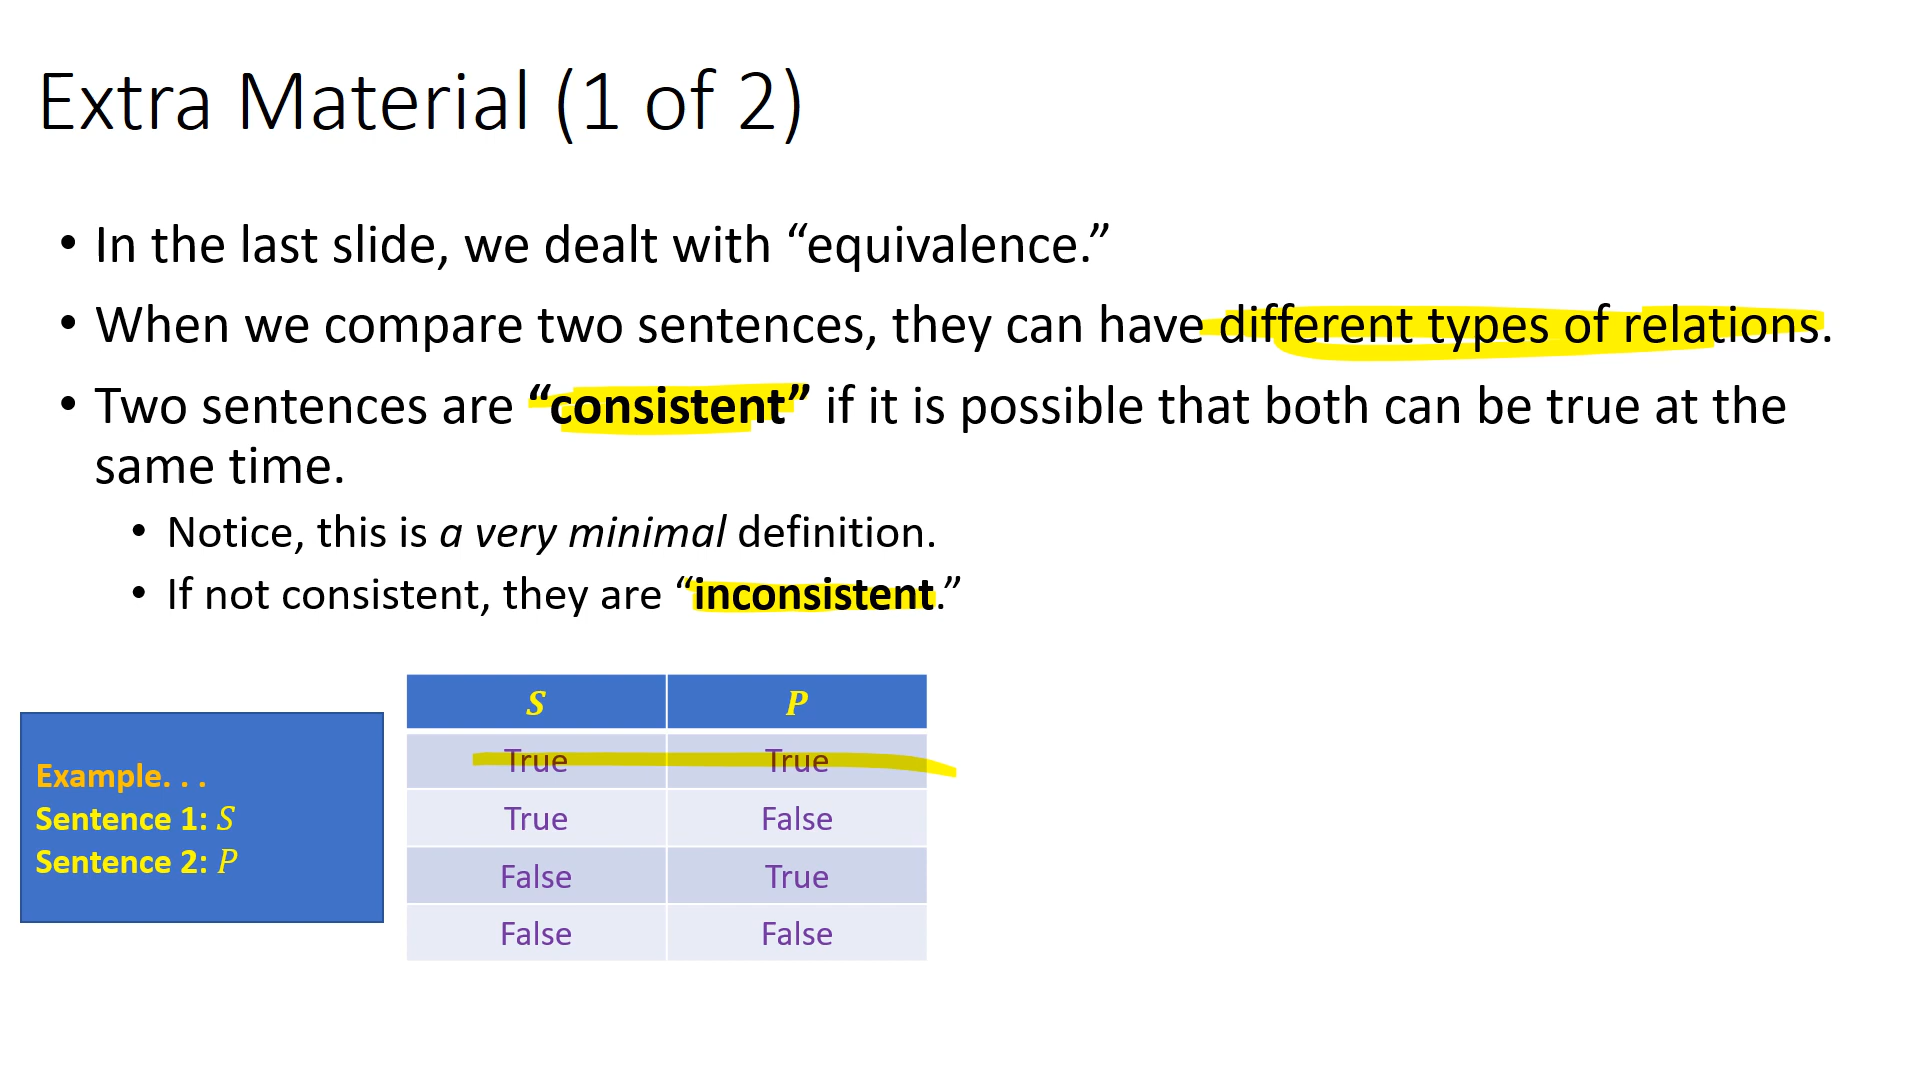 Extra Material (1 of 2)
• In the last slide, we dealt with “equivalence.”
• When we compare two sentences, they can have different types of relations.
• Two sentences are “consistent” if it is possible that both can be true at the
same time.
• Notice, this is a very minimal definition.
• If not consistent, they are “inconsistent.”
Example. . .
Sentence 1: S
Sentence 2: P
S P
True True
True False
False True
False False